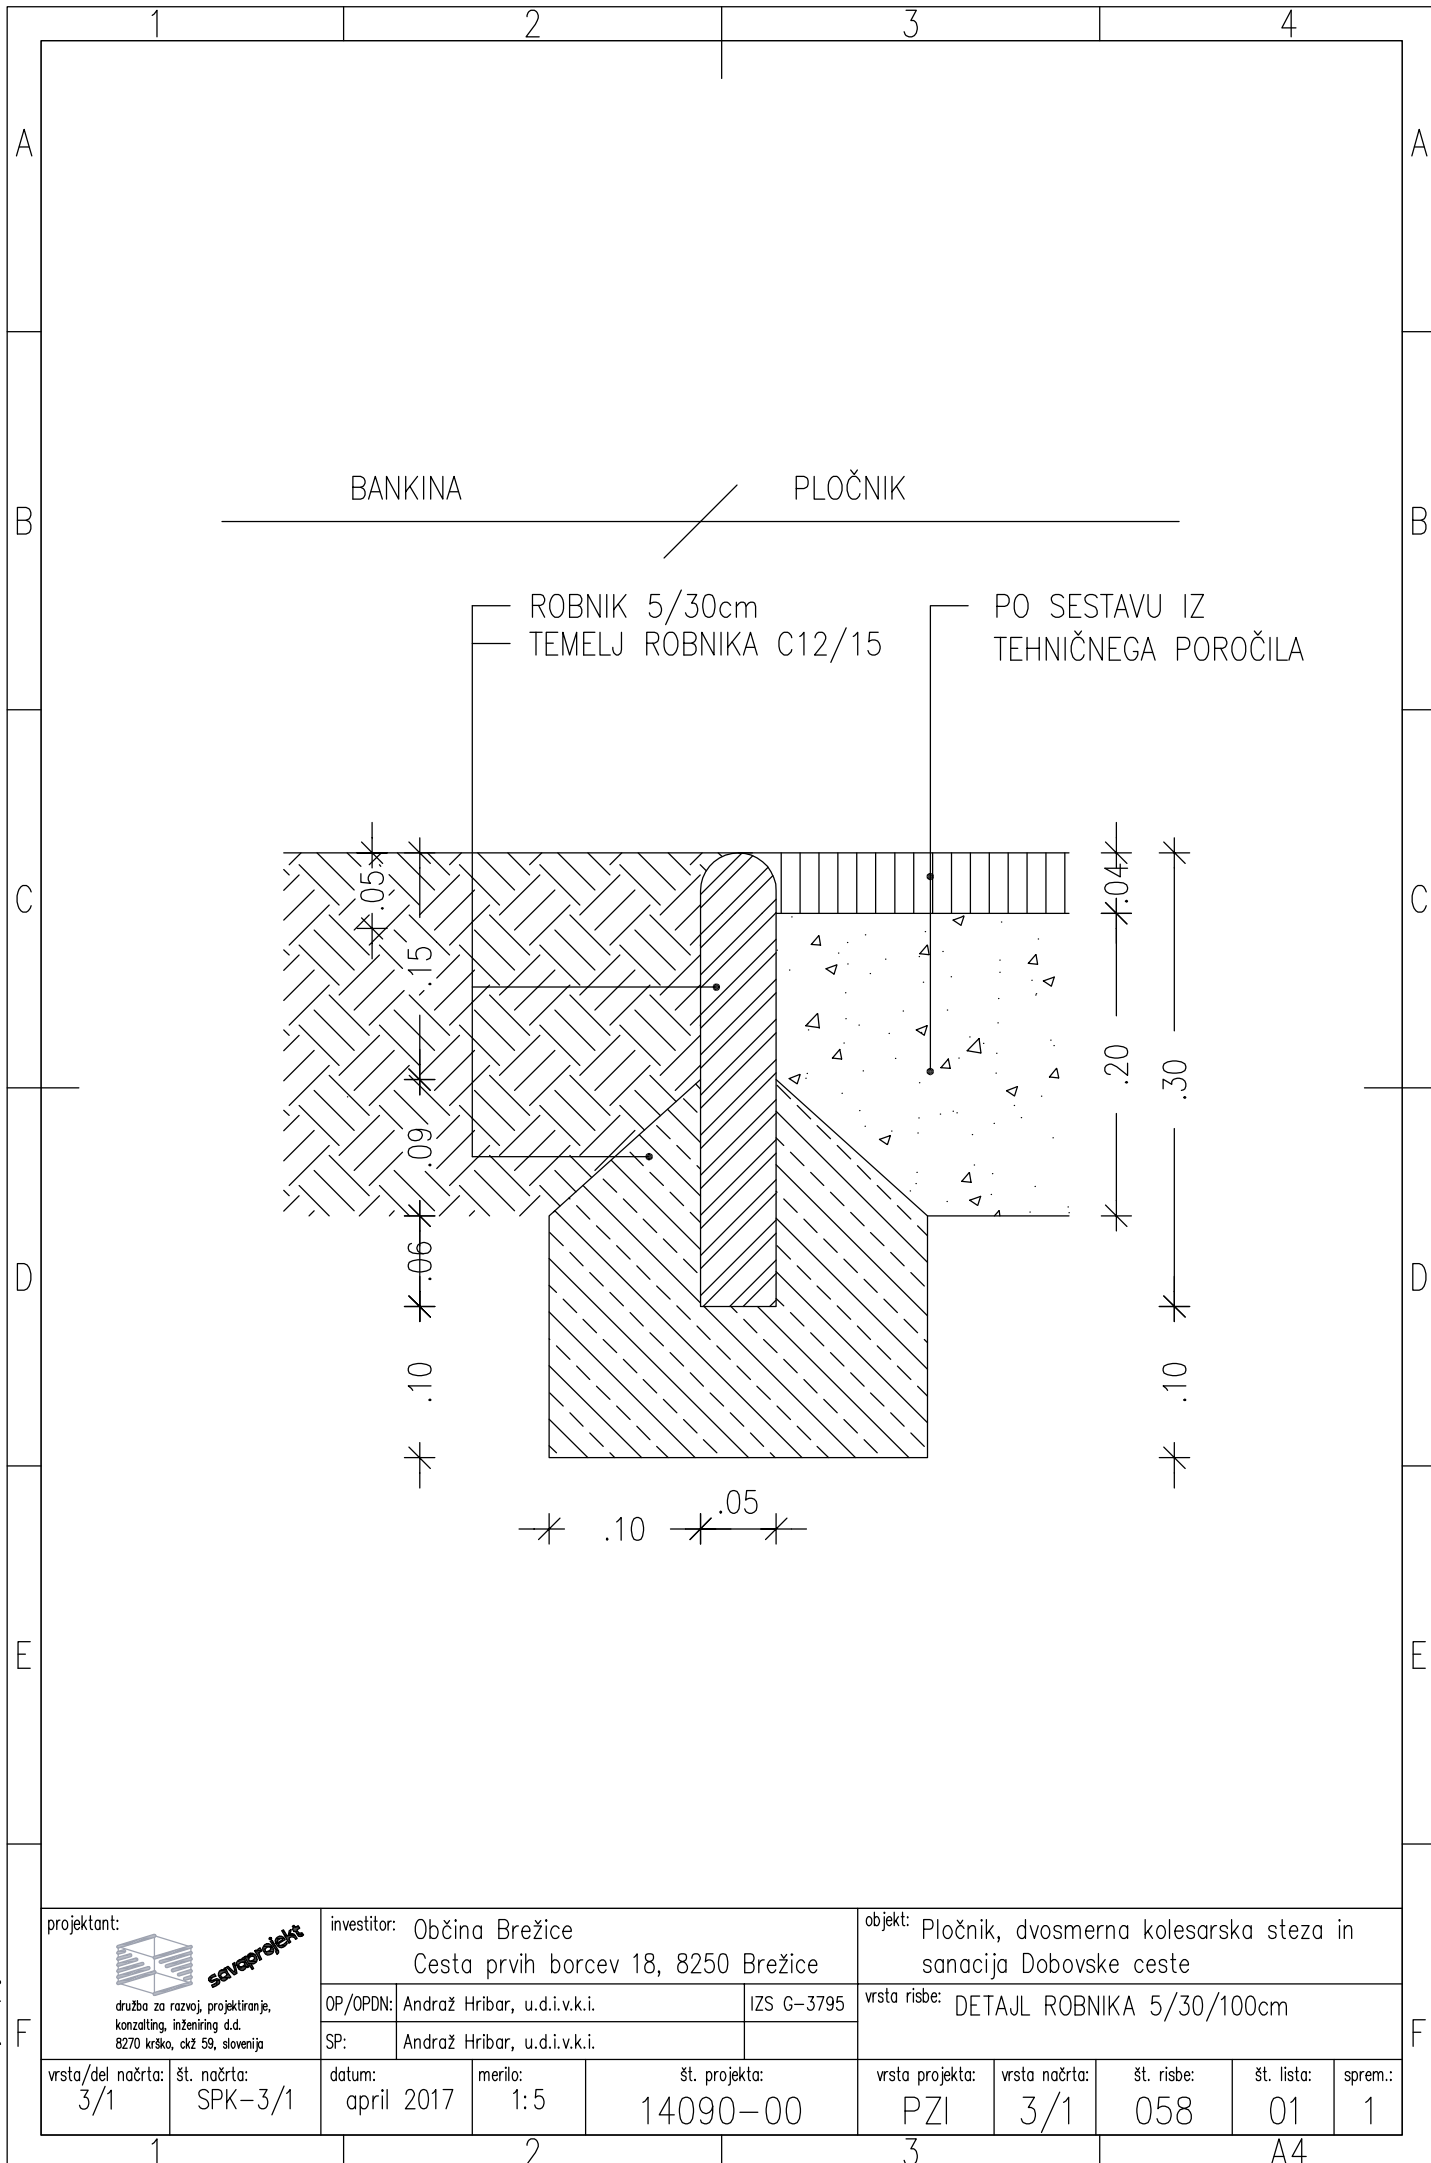 1 2 3 4
A A
BANKINA PLOČNIK
B B
ROBNIK 5/30cm
TEMELJ ROBNIKA C12/15
PO SESTAVU IZ
TEHNIČNEGA POROČILA
C C
.05
.15
.09
.06
.10
.04
.20
.30
.10
D D
.10
.05
E E
projektant:
savaprojekt
družba za razvoj, projektiranje,
konzalting, inženiring d.d.
8270 krško, ckž 59, slovenija
investitor: Občina Brežice
Cesta prvih borcev 18, 8250 Brežice
OP/OPDN: Andraž Hribar, u.d.i.v.k.i. IZS G-3795
SP: Andraž Hribar, u.d.i.v.k.i.
objekt: Pločnik, dvosmerna kolesarska steza in
sanacija Dobovske ceste
vrsta risbe: DETAJL ROBNIKA 5/30/100cm
F F
vrsta/del načrta: št. načrta: datum: merilo: št. projekta: vrsta projekta: vrsta načrta: št. risbe: št. lista: sprem.:
3/1 SPK-3/1 april 2017 1:5 14090-00 PZI 3/1 058 01 1
1 2 3 A4